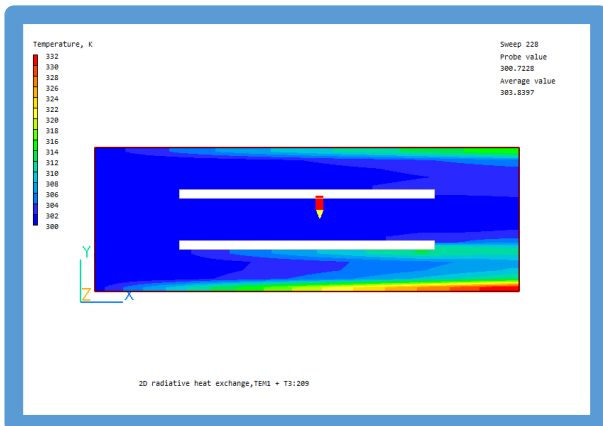 Temperature, K
332
330
328
326
324
322
320
318
316
314
312
310
308
306
304
302
300
Sweep 228
Probe value
300.7228
Average value
303.8397
Y
Z
X
2D radiative heat exchange,TEM1 + T3:209